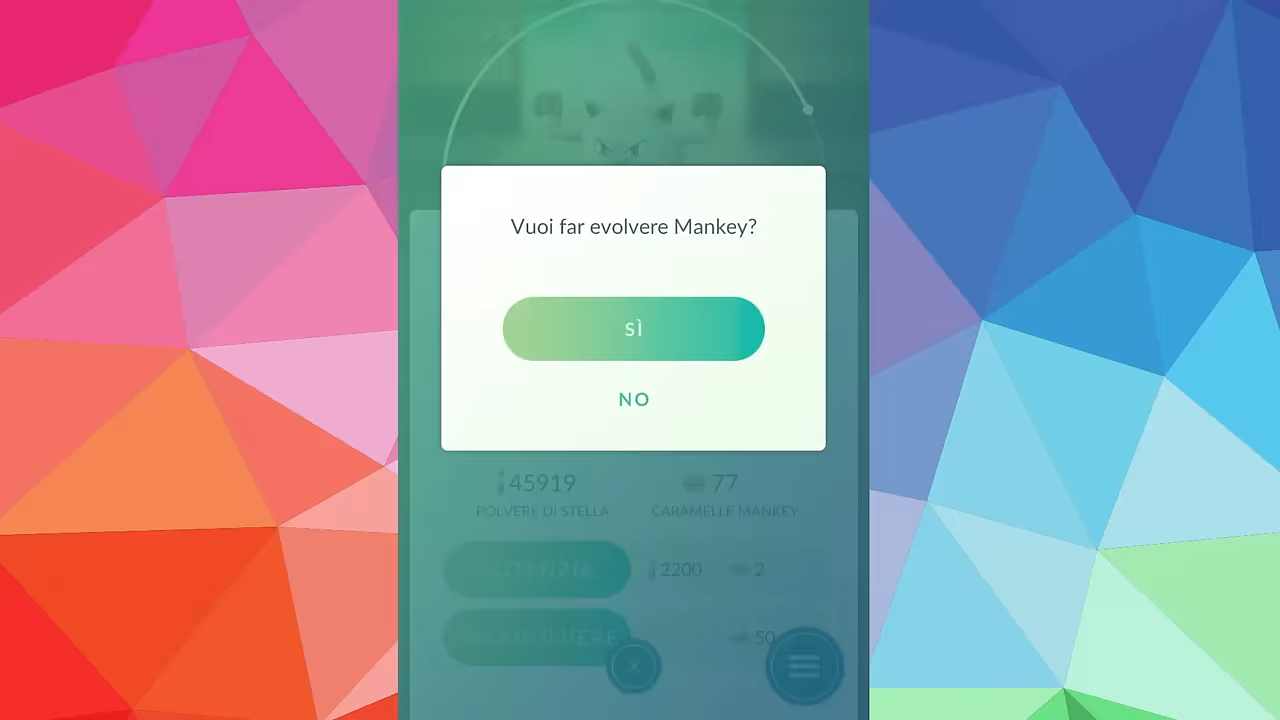 Vuoi far evolvere Mankey?
SÌ
NO
45919 77
POLVERE DI STELLA CARAMELLE MANKEY
2200 2
50